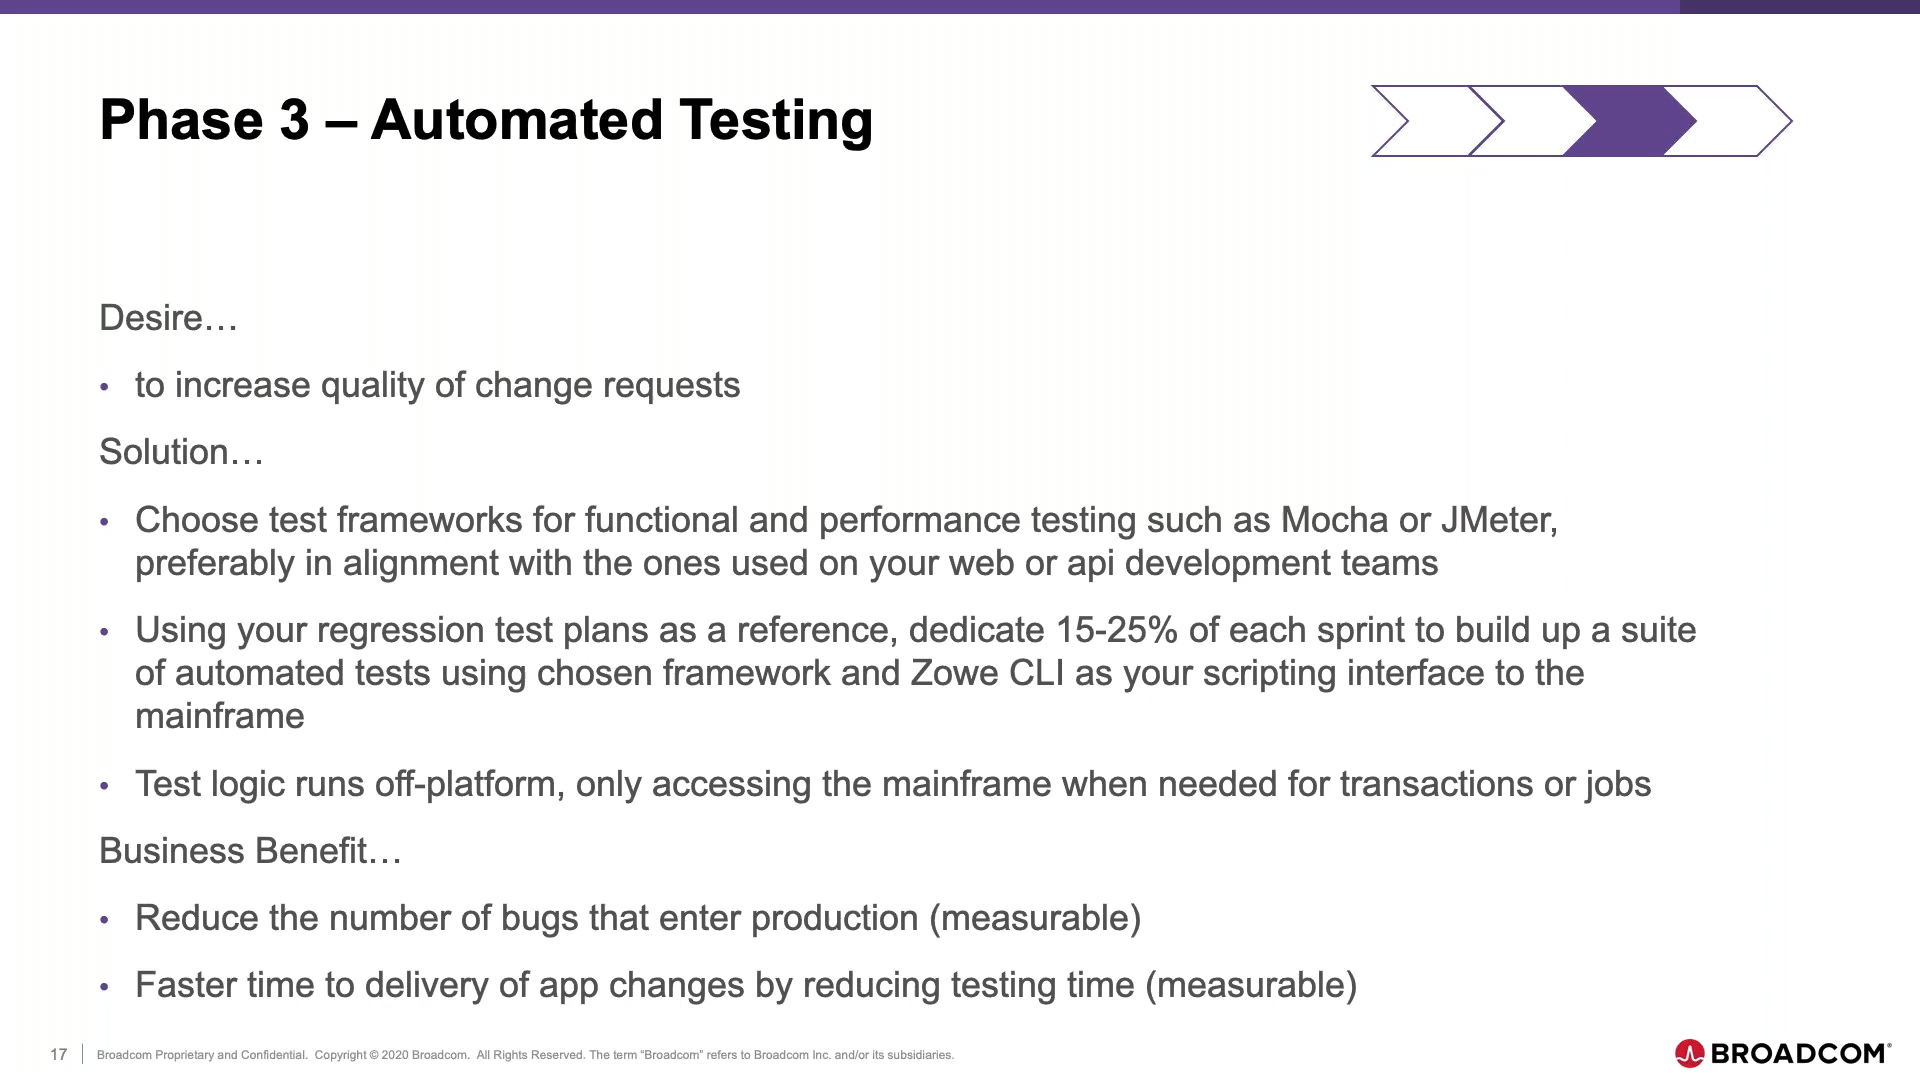 Phase 3 – Automated Testing
Desire…
• to increase quality of change requests
Solution…
• Choose test frameworks for functional and performance testing such as Mocha or JMeter,
preferably in alignment with the ones used on your web or api development teams
• Using your regression test plans as a reference, dedicate 15-25% of each sprint to build up a suite
of automated tests using chosen framework and Zowe CLI as your scripting interface to the
mainframe
• Test logic runs off-platform, only accessing the mainframe when needed for transactions or jobs
Business Benefit…
• Reduce the number of bugs that enter production (measurable)
• Faster time to delivery of app changes by reducing testing time (measurable)
17 Broadcom Proprietary and Confidential. Copyright © 2020 Broadcom. All Rights Reserved. The term “Broadcom” refers to Broadcom Inc. and/or its subsidiaries.
BROADCOM®